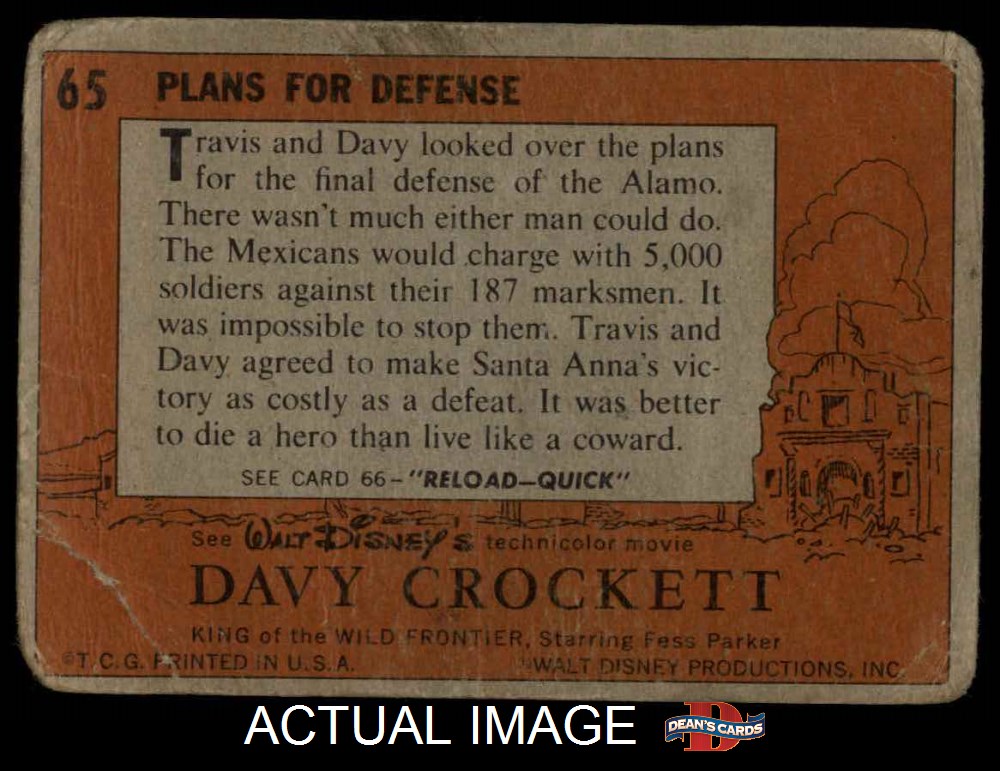 65 PLANS FOR DEFENSE
Travis and Davy looked over the plans
for the final defense of the Alamo.
There wasn't much either man could do.
The Mexicans would charge with 5,000
soldiers against their 187 marksmen. It
was impossible to stop them. Travis and
Davy agreed to make Santa Anna's vic-
tory as costly as a defeat. It was better
to die a hero than live like a coward.
SEE CARD 66-"RELOAD-QUICK"
See WALT DISNEY'S technicolor movie
DAVY CROCKETT
KING of the WILD FRONTIER, Starring Fess Parker
©T.C.G. PRINTED IN U.S.A. ©WALT DISNEY PRODUCTIONS, INC.
ACTUAL IMAGE D DEAN'S CARDS